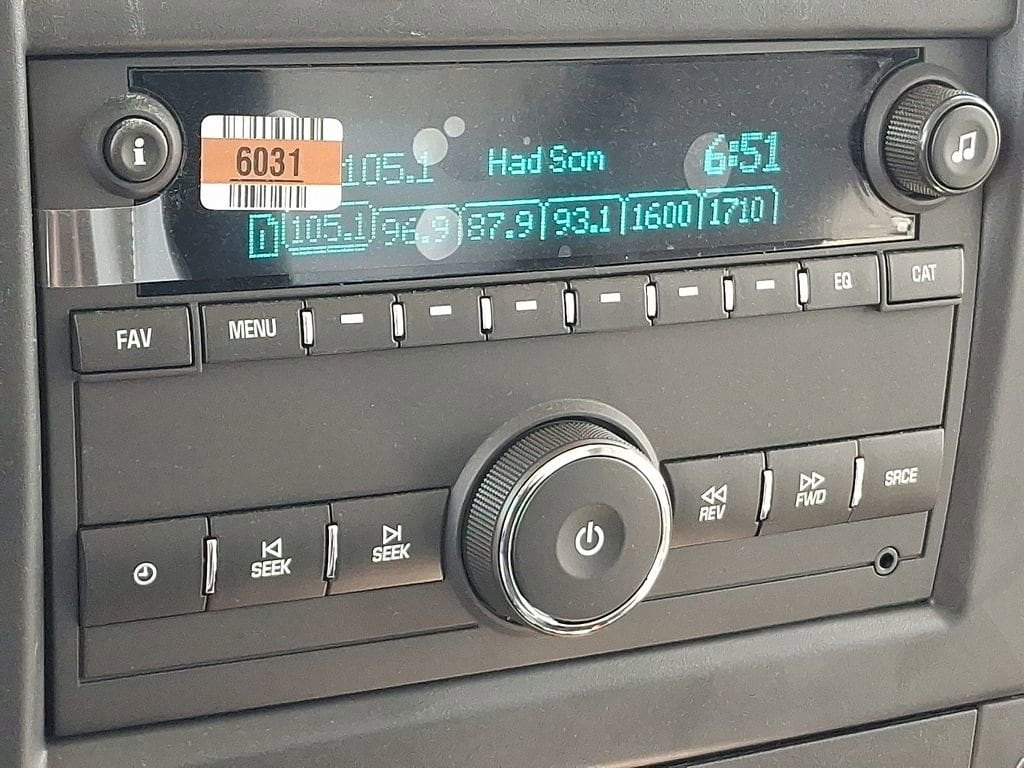 i
6031
105.1 Had Som 6:51
1 105.1 96.9 87.9 93.1 1600 1710
FAV MENU EQ CAT
SEEK SEEK REV FWD SRCE